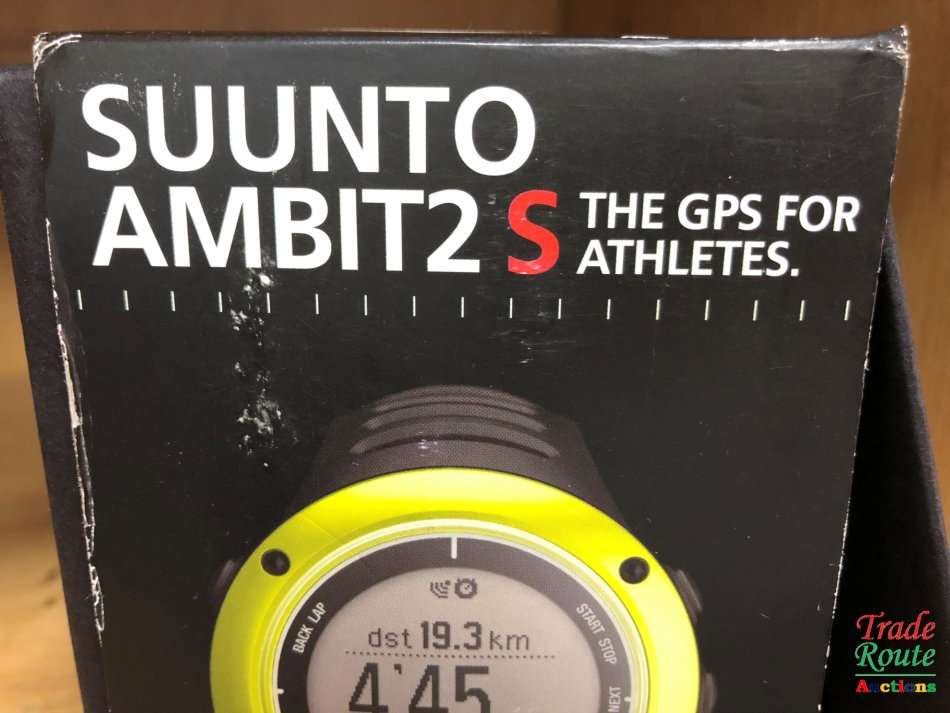 SUUNTO
AMBIT2 S THE GPS FOR
ATHLETES.
BACK LAP
START STOP
NEXT
dst 19.3 km
4'45
Trade
Route
Auctions